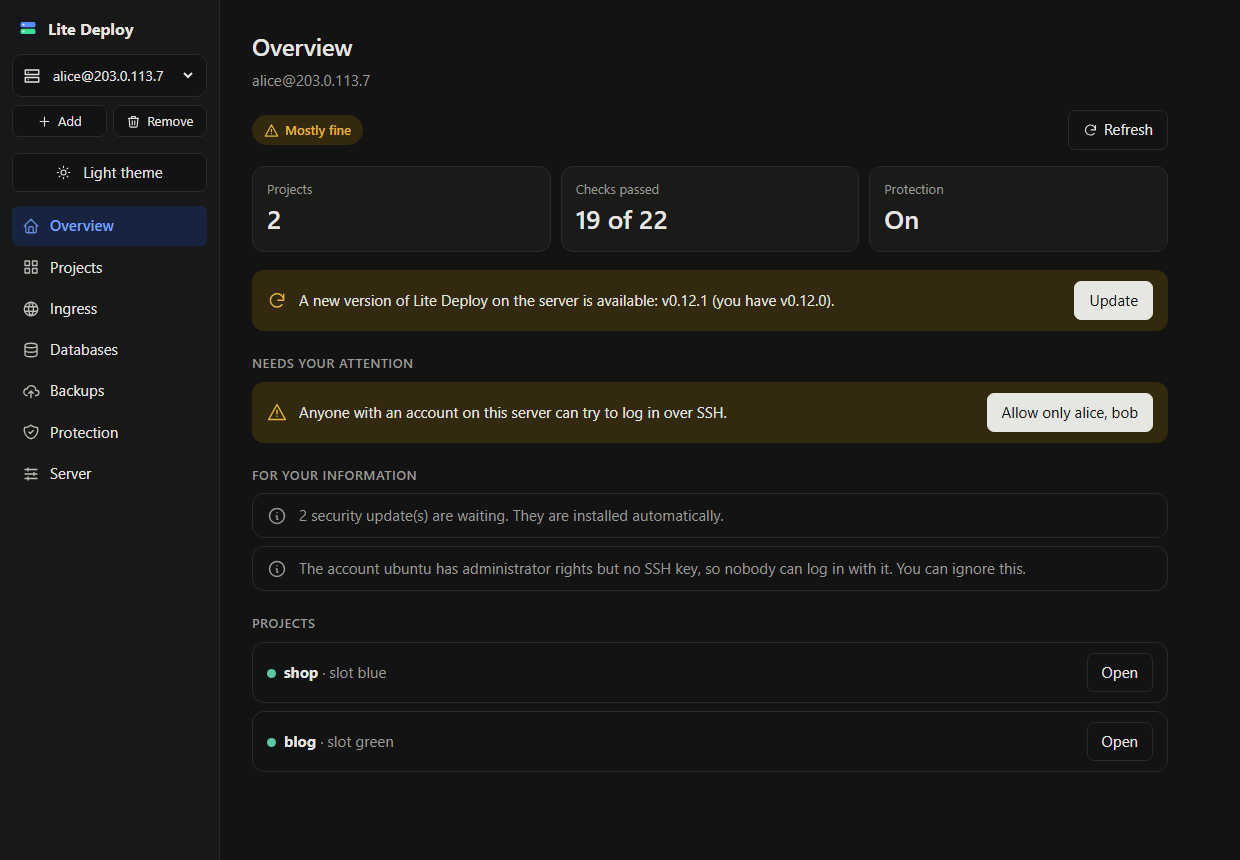 Lite Deploy
alice@203.0.113.7
Add
Remove
Light theme
Overview
Projects
Ingress
Databases
Backups
Protection
Server
Overview
alice@203.0.113.7
Mostly fine
Refresh
Projects
2
Checks passed
19 of 22
Protection
On
A new version of Lite Deploy on the server is available: v0.12.1 (you have v0.12.0).
Update
NEEDS YOUR ATTENTION
Anyone with an account on this server can try to log in over SSH.
Allow only alice, bob
FOR YOUR INFORMATION
2 security update(s) are waiting. They are installed automatically.
The account ubuntu has administrator rights but no SSH key, so nobody can log in with it. You can ignore this.
PROJECTS
shop · slot blue
Open
blog · slot green
Open